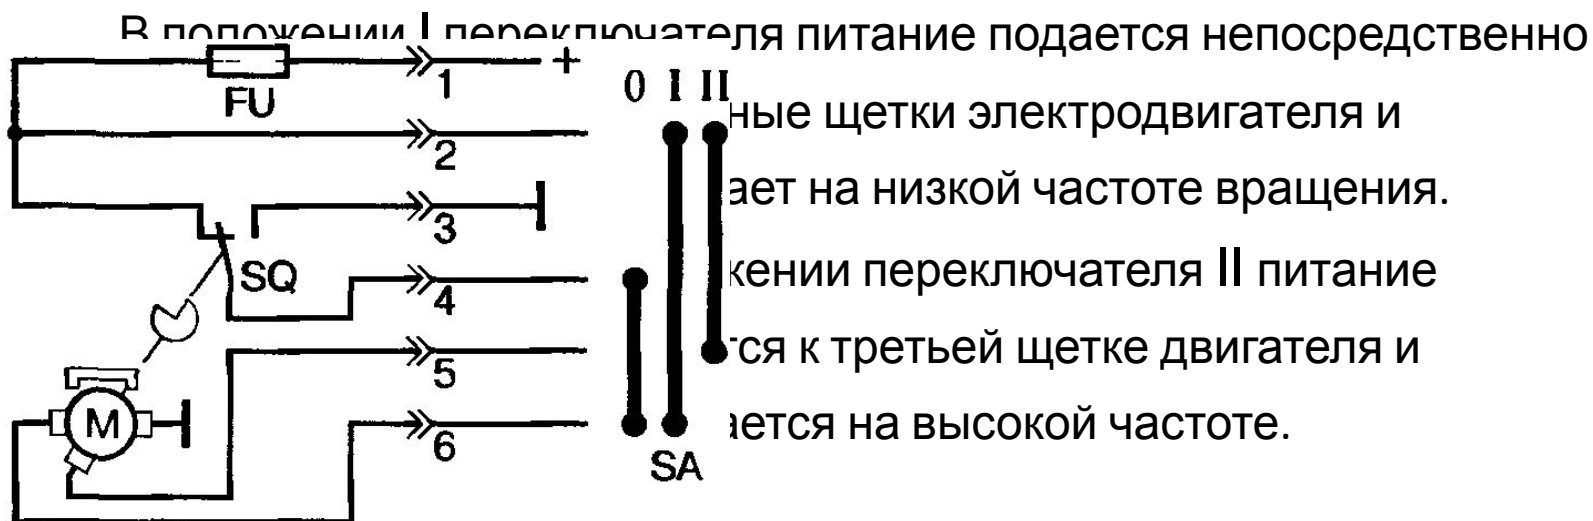 В положении I переключателя питание подается непосредственно
+
1
0 I II
FU
ные щетки электродвигателя и
2
ает на низкой частоте вращения.
3
SQ
жении переключателя II питание
4
тся к третьей щетке двигателя и
5
M
ается на высокой частоте.
6
SA